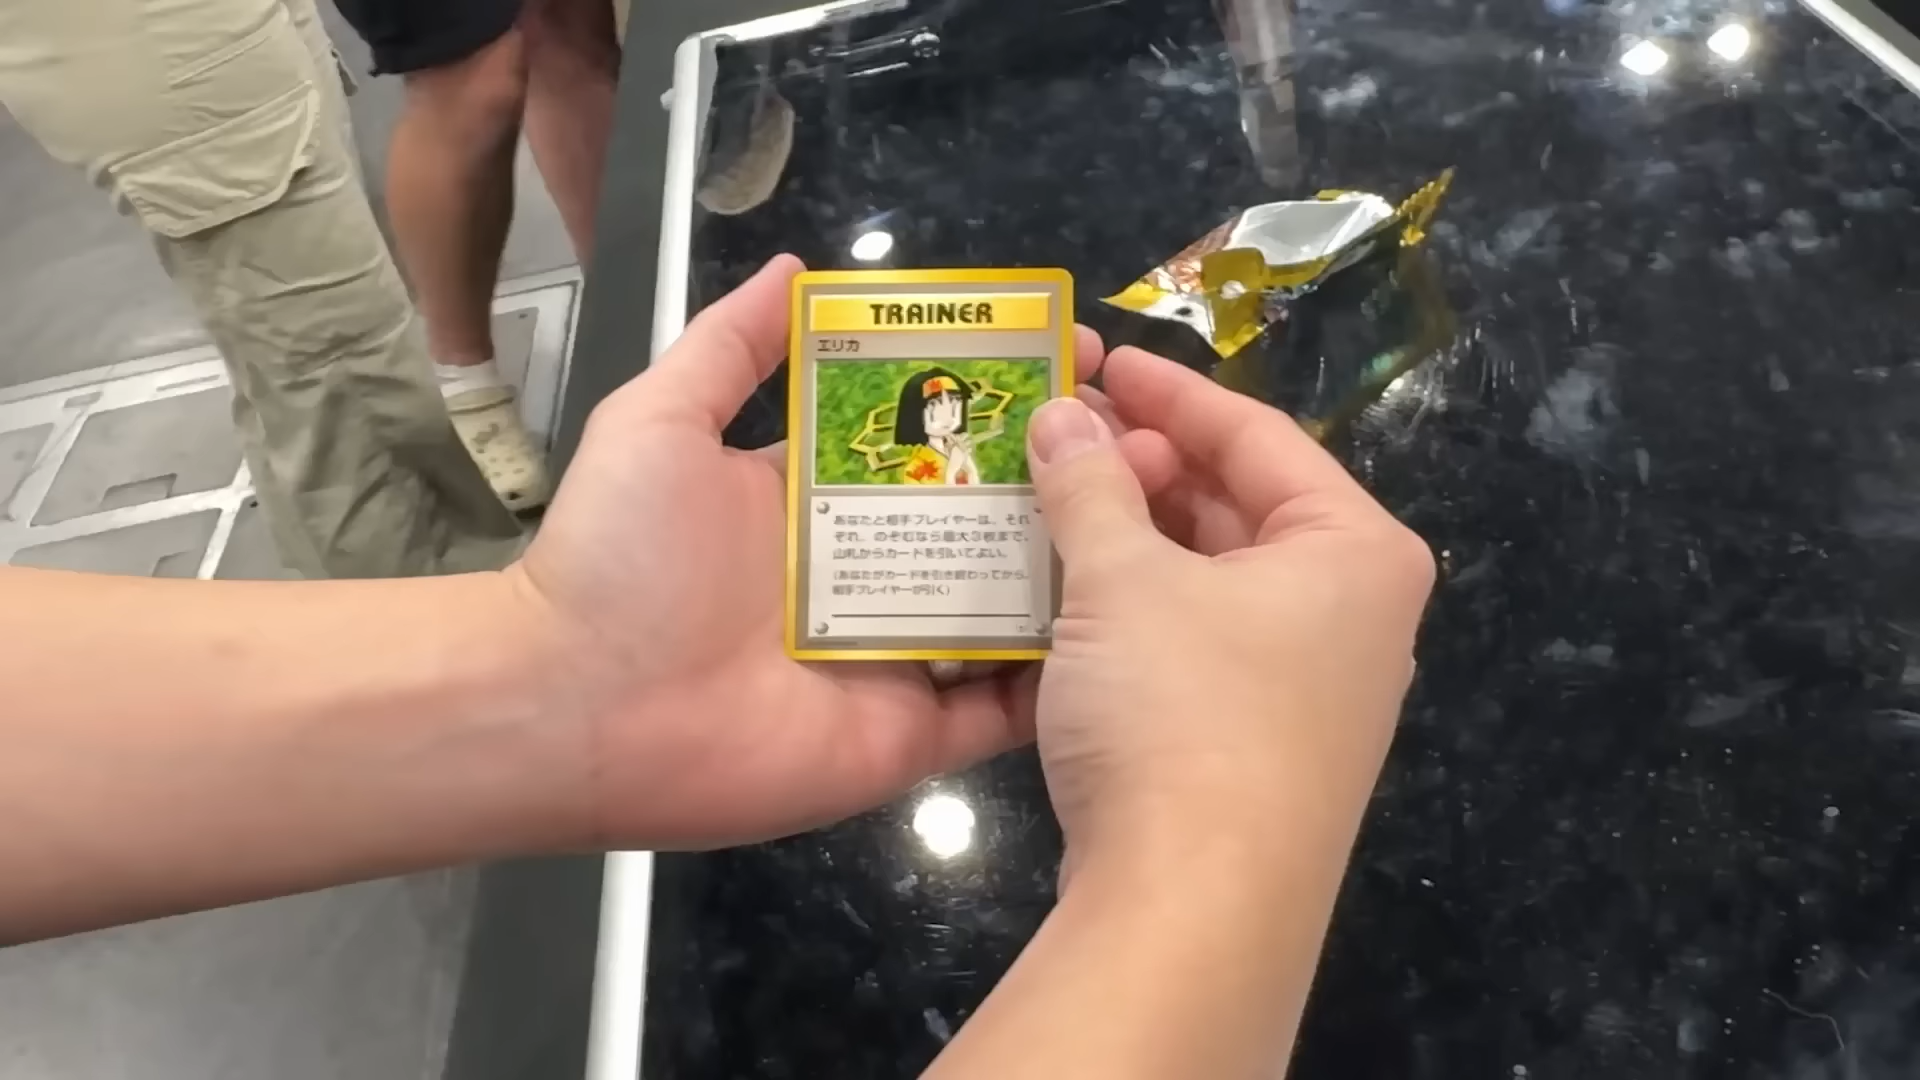 TRAINER
エリカ
あなたと相手プレイヤーは、それ
ぞれ、のぞむなら最大3枚まで、
山札からカードを引いてよい。
(あなたがカードを引き終わってから、
相手プレイヤーが引く)